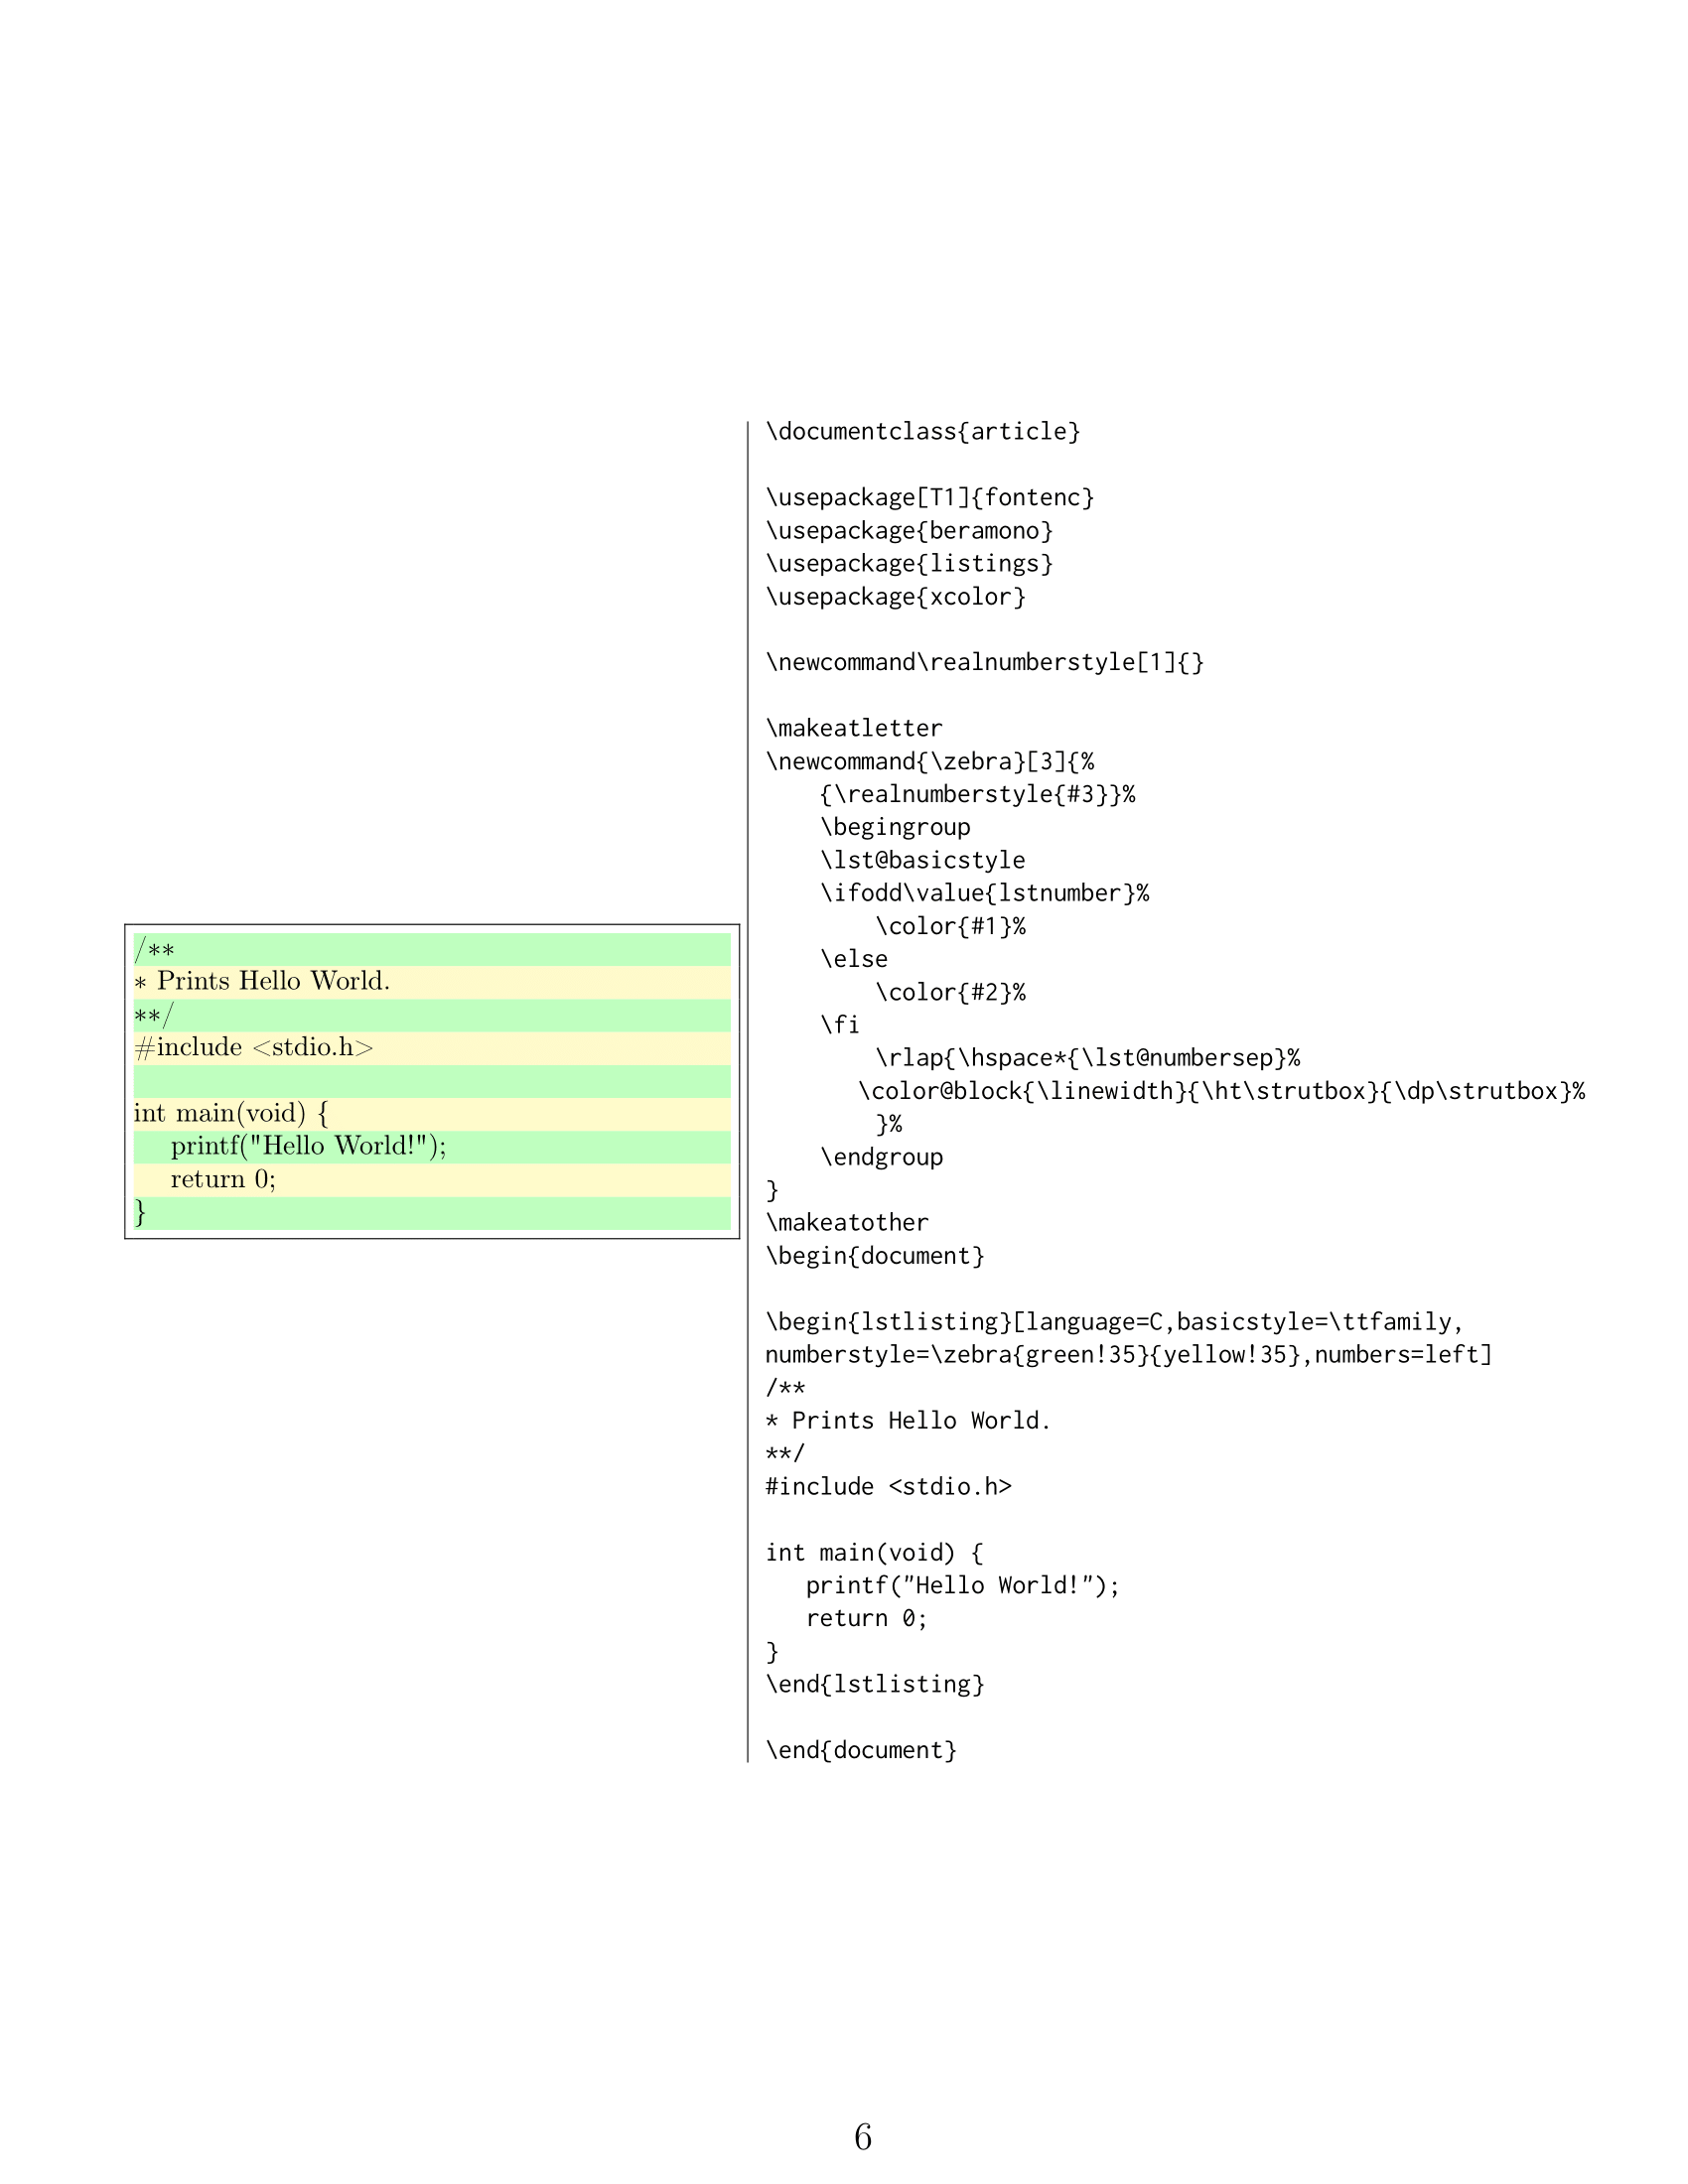 /**
* Prints Hello World.
**/
#include <stdio.h>
int main(void) {
printf("Hello World!");
return 0;
}
\documentclass{article}
\usepackage[T1]{fontenc}
\usepackage{beramono}
\usepackage{listings}
\usepackage{xcolor}
\newcommand\realnumberstyle[1]{}
\makeatletter
\newcommand{\zebra}[3]{%
{\realnumberstyle{#3}}%
\begingroup
\lst@basicstyle
\ifodd\value{lstnumber}%
\color{#1}%
\else
\color{#2}%
\fi
\rlap{\hspace*{\lst@numbersep}%
\color@block{\linewidth}{\ht\strutbox}{\dp\strutbox}%
}%
\endgroup
}
\makeatother
\begin{document}
\begin{lstlisting}[language=C,basicstyle=\ttfamily,
numberstyle=\zebra{green!35}{yellow!35},numbers=left]
/**
* Prints Hello World.
**/
#include <stdio.h>
int main(void) {
printf("Hello World!");
return 0;
}
\end{lstlisting}
\end{document}
6